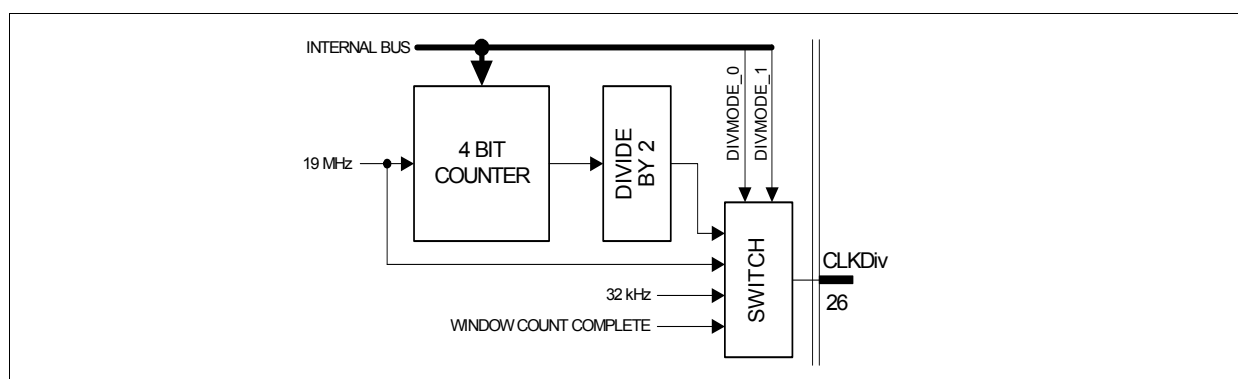 INTERNAL BUS
DIVMODE_0
DIVMODE_1
4 BIT
COUNTER
DIVIDE
BY 2
19 MHz
SWITCH
CLKDiv
26
32 kHz
WINDOW COUNT COMPLETE